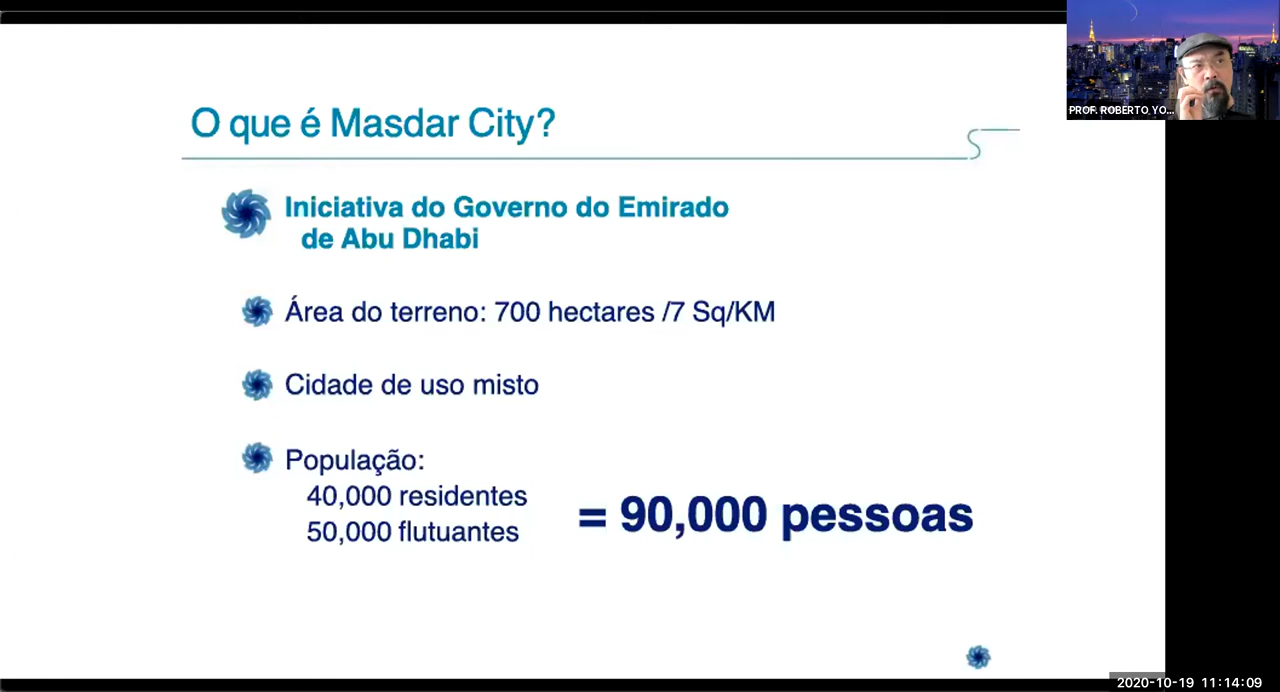 PROF. ROBERTO YO...
O que é Masdar City?
Iniciativa do Governo do Emirado
de Abu Dhabi
Área do terreno: 700 hectares /7 Sq/KM
Cidade de uso misto
População:
40,000 residentes
50,000 flutuantes
= 90,000 pessoas
2020-10-19 11:14:09